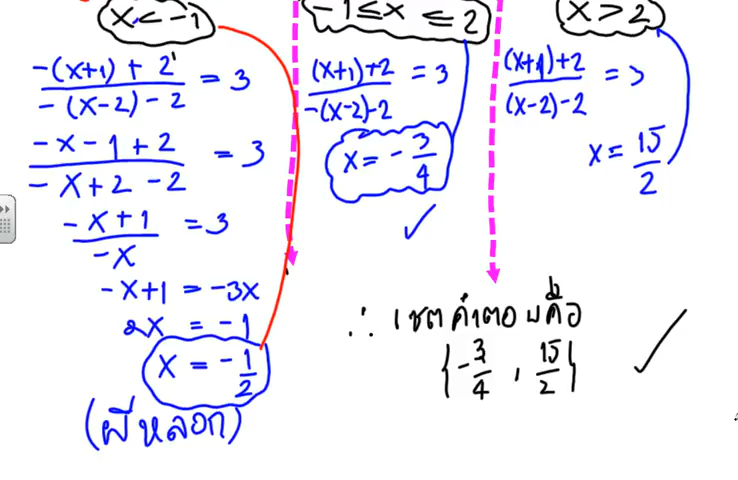 x < -1
-1 ≤ x ≤ 2
x > 2
(-(x+1)+2)/(-(x-2)-2) = 3
(-x-1+2)/(-x+2-2) = 3
(-x+1)/(-x) = 3
-x+1 = -3x
2x = -1
x = -1/2
(ผีหลอก)
((x+1)+2)/(-(x-2)-2) = 3
x = -3/4
✓
((x+1)+2)/((x-2)-2) = 3
x = 15/2
∴ เซตคำตอบคือ
{-3/4, 15/2} ✓